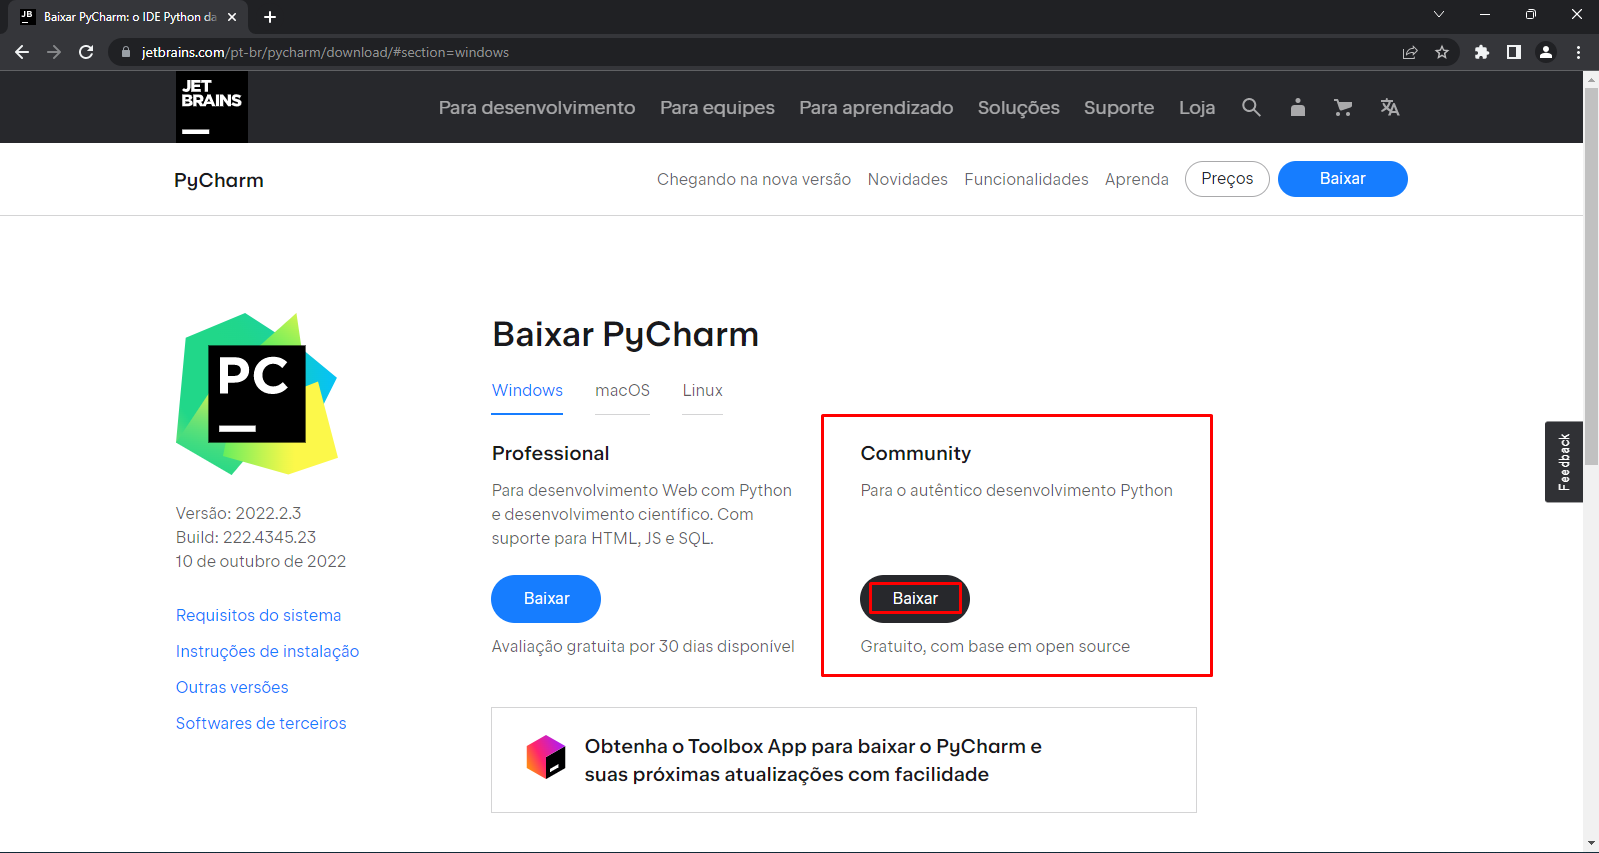 JB
Baixar PyCharm: o IDE Python da
jetbrains.com/pt-br/pycharm/download/#section=windows
JET
BRAINS
Para desenvolvimento Para equipes Para aprendizado Soluções Suporte Loja
PyCharm
Chegando na nova versão Novidades Funcionalidades Aprenda Preços Baixar
PC
Versão: 2022.2.3
Build: 222.4345.23
10 de outubro de 2022
Requisitos do sistema
Instruções de instalação
Outras versões
Softwares de terceiros
Baixar PyCharm
Windows macOS Linux
Professional
Para desenvolvimento Web com Python
e desenvolvimento científico. Com
suporte para HTML, JS e SQL.
Baixar
Avaliação gratuita por 30 dias disponível
Community
Para o autêntico desenvolvimento Python
Baixar
Gratuito, com base em open source
Obtenha o Toolbox App para baixar o PyCharm e
suas próximas atualizações com facilidade
Feedback